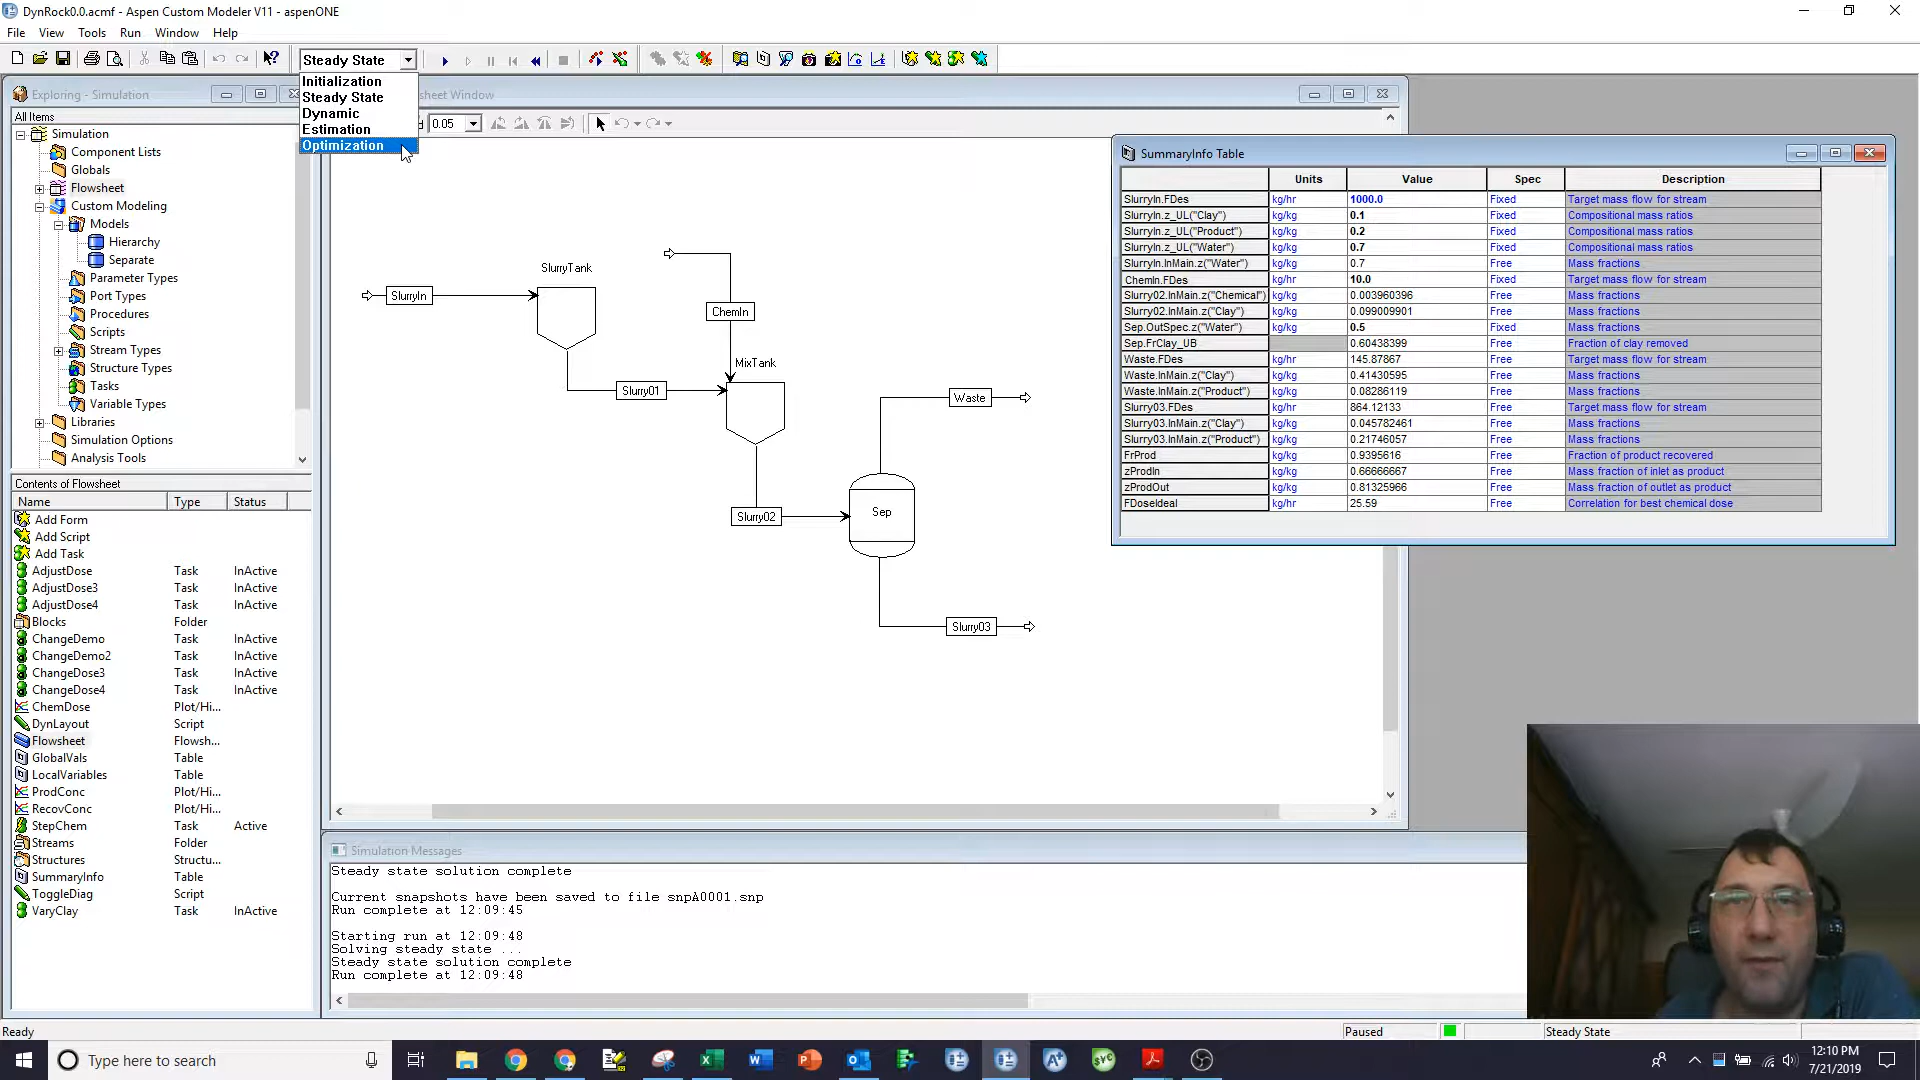 DynRock0.0.acmf - Aspen Custom Modeler V11 - aspenONE
File View Tools Run Window Help
Steady State
Initialization
Steady State
Dynamic
Estimation
Optimization
Exploring - Simulation
All Items
Simulation
Component Lists
Globals
Flowsheet
Custom Modeling
Models
Hierarchy
Separate
Parameter Types
Port Types
Procedures
Scripts
Stream Types
Structure Types
Tasks
Variable Types
Libraries
Simulation Options
Analysis Tools
Contents of Flowsheet
Name Type Status
Add Form
Add Script
Add Task
AdjustDose Task InActive
AdjustDose3 Task InActive
AdjustDose4 Task InActive
Blocks Folder
ChangeDemo Task InActive
ChangeDemo2 Task InActive
ChangeDose3 Task InActive
ChangeDose4 Task InActive
ChemDose Plot/Hi...
DynLayout Script
Flowsheet Flowsh...
GlobalVals Table
LocalVariables Table
ProdConc Plot/Hi...
RecovConc Plot/Hi...
StepChem Task Active
Streams Folder
Structures Structu...
SummaryInfo Table
ToggleDiag Script
VaryClay Task InActive
sheet Window
0.05
SlurryIn
SlurryTank
ChemIn
MixTank
Slurry01
Waste
Sep
Slurry02
Slurry03
SummaryInfo Table
Units Value Spec Description
SlurryIn.FDes kg/hr 1000.0 Fixed Target mass flow for stream
SlurryIn.z_UL("Clay") kg/kg 0.1 Fixed Compositional mass ratios
SlurryIn.z_UL("Product") kg/kg 0.2 Fixed Compositional mass ratios
SlurryIn.z_UL("Water") kg/kg 0.7 Fixed Compositional mass ratios
SlurryIn.InMain.z("Water") kg/kg 0.7 Free Mass fractions
ChemIn.FDes kg/hr 10.0 Fixed Target mass flow for stream
Slurry02.InMain.z("Chemical") kg/kg 0.003960396 Free Mass fractions
Slurry02.InMain.z("Clay") kg/kg 0.099009901 Free Mass fractions
Sep.OutSpec.z("Water") kg/kg 0.5 Fixed Mass fractions
Sep.FrClay_UB 0.60438399 Free Fraction of clay removed
Waste.FDes kg/hr 145.87867 Free Target mass flow for stream
Waste.InMain.z("Clay") kg/kg 0.41430595 Free Mass fractions
Waste.InMain.z("Product") kg/kg 0.08286119 Free Mass fractions
Slurry03.FDes kg/hr 864.12133 Free Target mass flow for stream
Slurry03.InMain.z("Clay") kg/kg 0.045782461 Free Mass fractions
Slurry03.InMain.z("Product") kg/kg 0.21746057 Free Mass fractions
FrProd kg/kg 0.9395616 Free Fraction of product recovered
zProdIn kg/kg 0.66666667 Free Mass fraction of inlet as product
zProdOut kg/kg 0.81325966 Free Mass fraction of outlet as product
FDoseIdeal kg/hr 25.59 Free Correlation for best chemical dose
Simulation Messages
Steady state solution complete
Current snapshots have been saved to file snpA0001.snp
Run complete at 12:09:45
Starting run at 12:09:48
Solving steady state ...
Steady state solution complete
Run complete at 12:09:48
Ready Paused Steady State
Type here to search
12:10 PM
7/21/2019